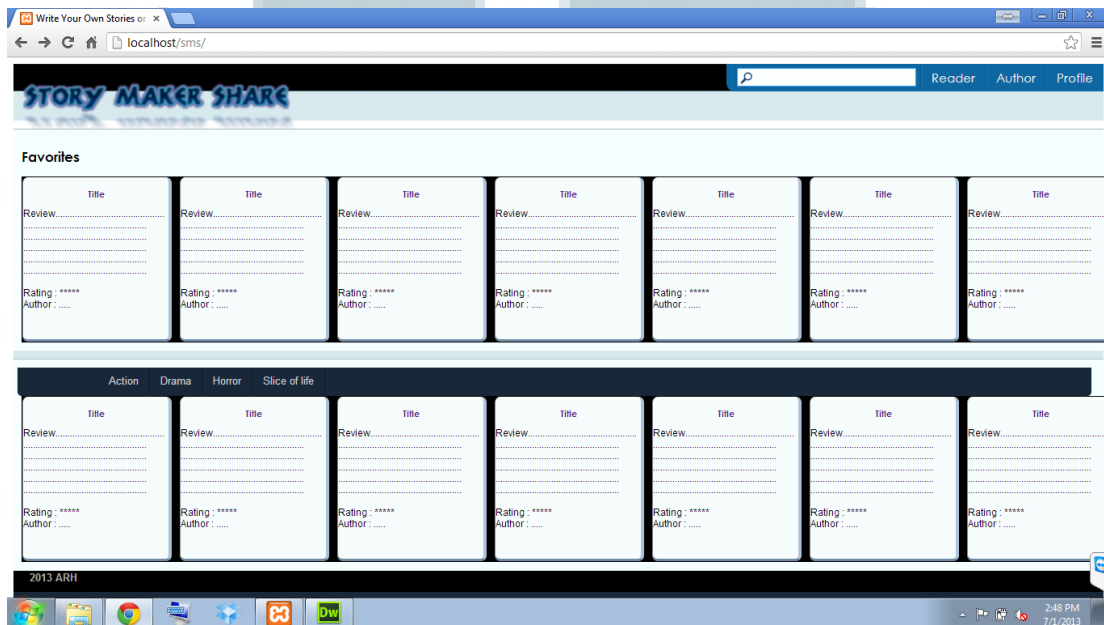 Write Your Own Stories or
localhost/sms/
Reader Author Profile
STORY MAKER SHARE
Favorites
Title Title Title Title Title Title Title
Review............ Review............ Review............ Review............ Review............ Review............ Review............
Rating : ***** Rating : ***** Rating : ***** Rating : ***** Rating : ***** Rating : ***** Rating : *****
Author : ..... Author : ..... Author : ..... Author : ..... Author : ..... Author : ..... Author : .....
Action Drama Horror Slice of life
Title Title Title Title Title Title Title
Review............ Review............ Review............ Review............ Review............ Review............ Review............
Rating : ***** Rating : ***** Rating : ***** Rating : ***** Rating : ***** Rating : ***** Rating : *****
Author : ..... Author : ..... Author : ..... Author : ..... Author : ..... Author : ..... Author : .....
2013 ARH
Dw
2:48 PM
7/1/2013